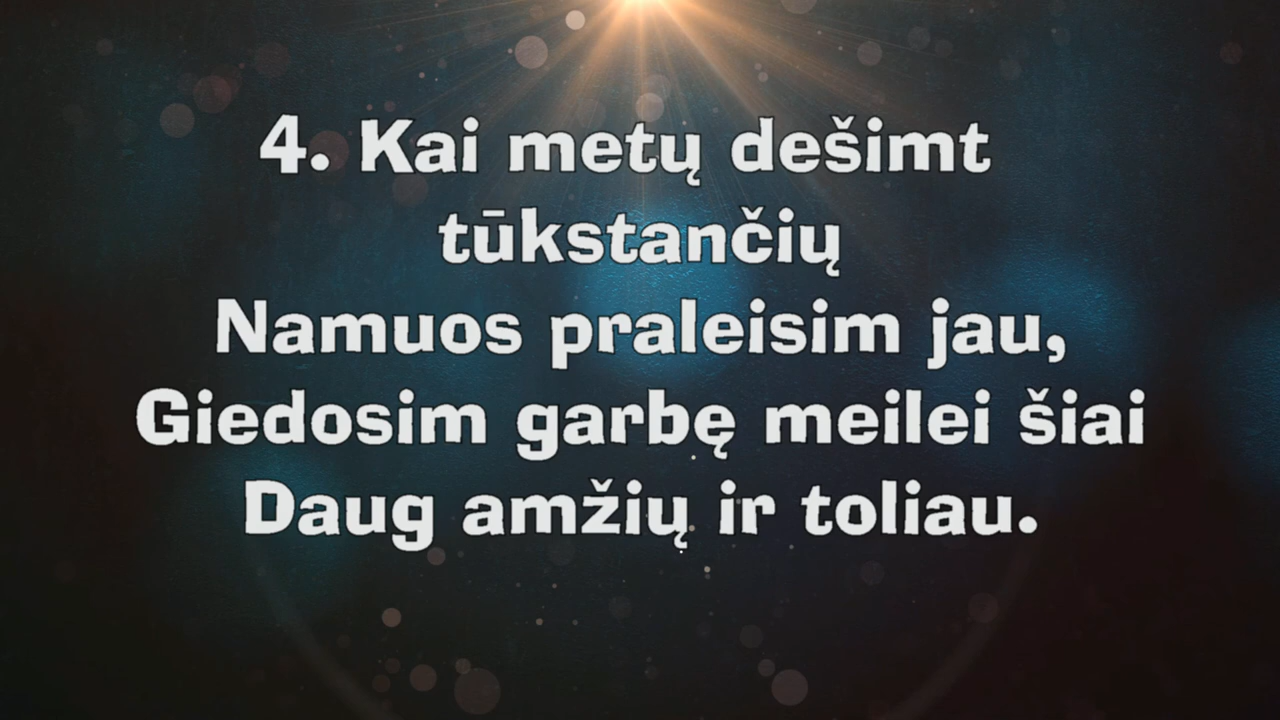 4. Kai metų dešimt
tūkstančių
Namuos praleisim jau,
Giedosim garbę meilei šiai
Daug amžių ir toliau.